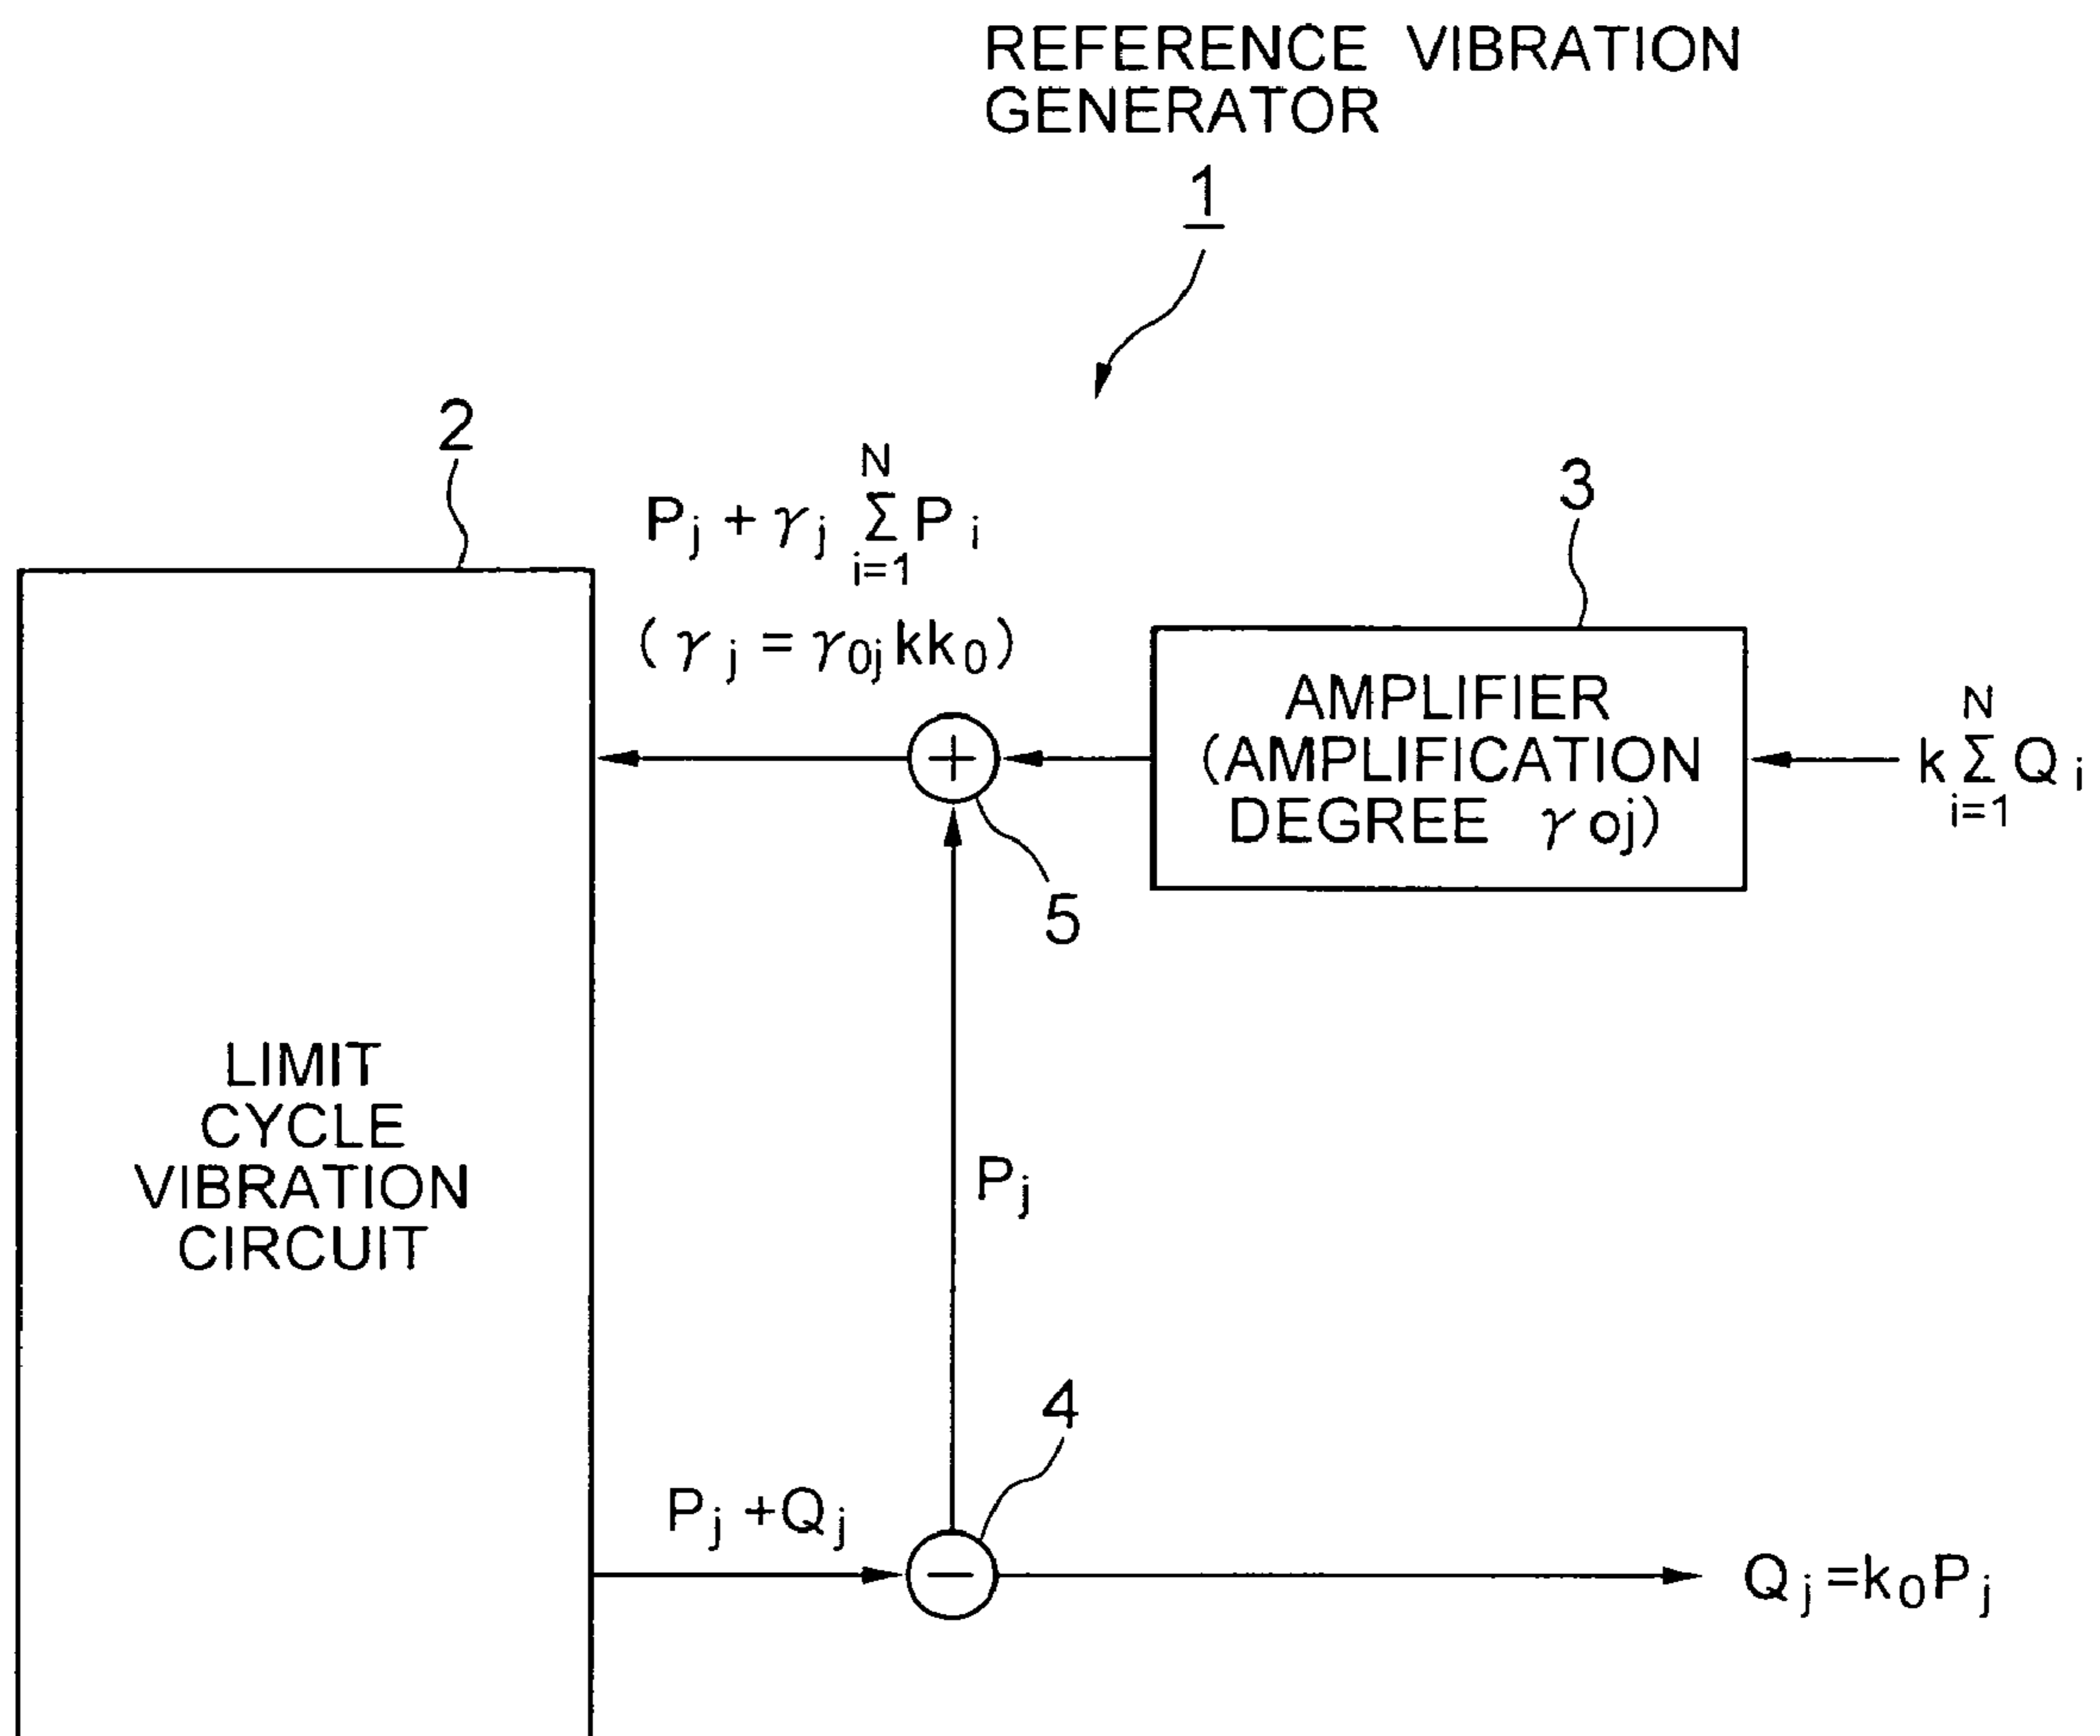 REFERENCE VIBRATION
GENERATOR
1
2
N
Pj + γj Σ Pi
i=1
(γj = γ0j kk0)
3
AMPLIFIER
(AMPLIFICATION
DEGREE γoj)
N
k Σ Qi
i=1
5
LIMIT
CYCLE
VIBRATION
CIRCUIT
Pj
4
Pj +Qj
Qj=k0Pj